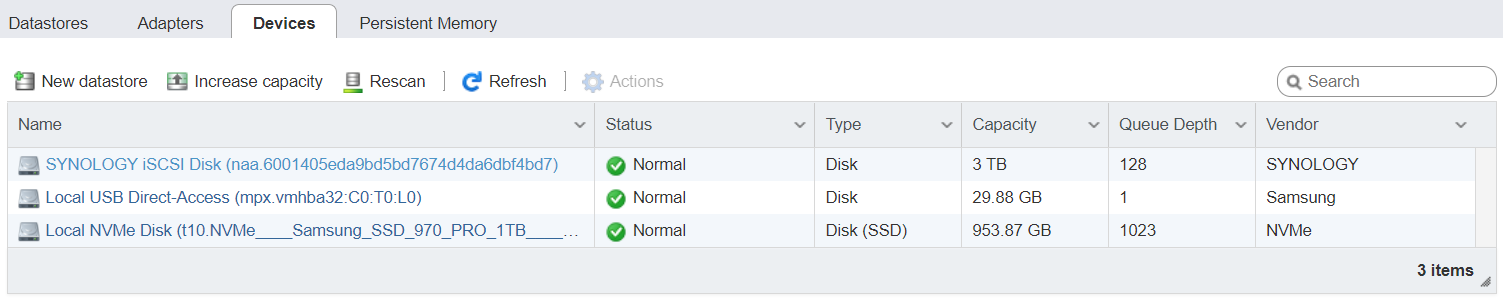 Datastores Adapters Devices Persistent Memory
New datastore Increase capacity Rescan Refresh Actions Search
Name Status Type Capacity Queue Depth Vendor
SYNOLOGY iSCSI Disk (naa.6001405eda9bd5bd7674d4da6dbf4bd7) Normal Disk 3 TB 128 SYNOLOGY
Local USB Direct-Access (mpx.vmhba32:C0:T0:L0) Normal Disk 29.88 GB 1 Samsung
Local NVMe Disk (t10.NVMe____Samsung_SSD_970_PRO_1TB____… Normal Disk (SSD) 953.87 GB 1023 NVMe
3 items